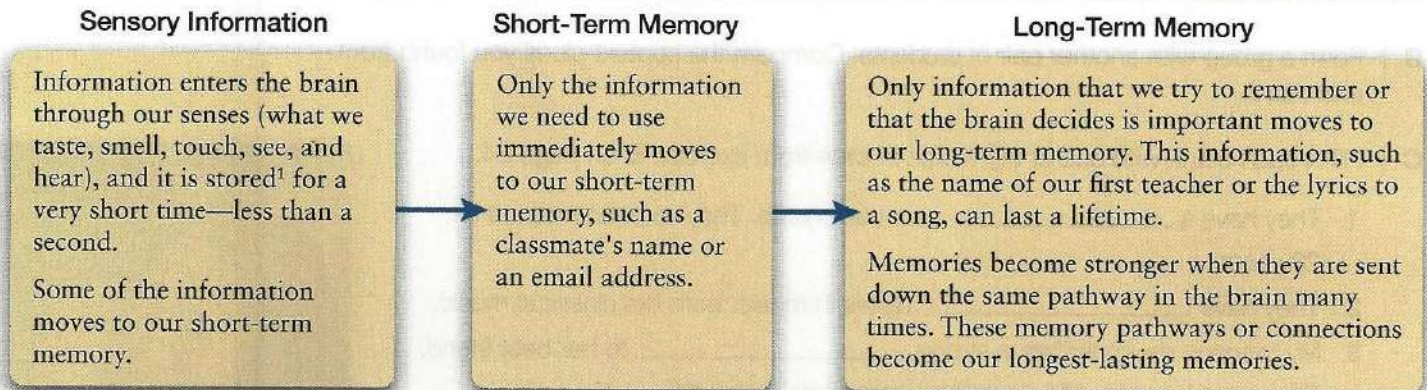 Sensory Information
Information enters the brain
through our senses (what we
taste, smell, touch, see, and
hear), and it is stored¹ for a
very short time—less than a
second.
Some of the information
moves to our short-term
memory.
Short-Term Memory
Only the information
we need to use
immediately moves
to our short-term
memory, such as a
classmate's name or
an email address.
Long-Term Memory
Only information that we try to remember or
that the brain decides is important moves to
our long-term memory. This information, such
as the name of our first teacher or the lyrics to
a song, can last a lifetime.
Memories become stronger when they are sent
down the same pathway in the brain many
times. These memory pathways or connections
become our longest-lasting memories.